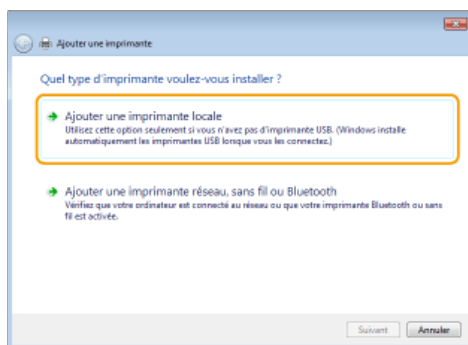 Ajouter une imprimante
Quel type d'imprimante voulez-vous installer ?
Ajouter une imprimante locale
Utilisez cette option seulement si vous n'avez pas d'imprimante USB. (Windows installe
automatiquement les imprimantes USB lorsque vous les connectez.)
Ajouter une imprimante réseau, sans fil ou Bluetooth
Vérifiez que votre ordinateur est connecté au réseau ou que votre imprimante Bluetooth ou sans
fil est activée.
Suivant Annuler